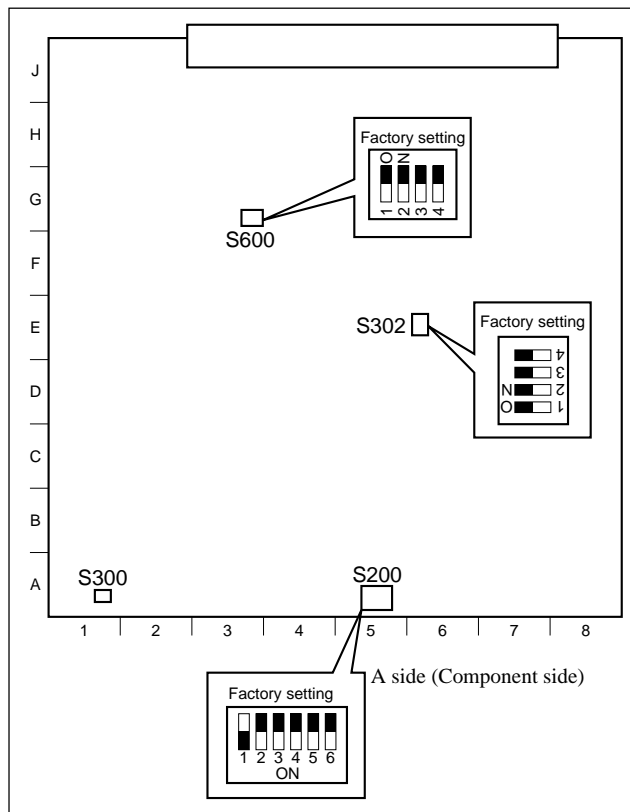 J
H
Factory setting
ON
1 2 3 4
G
S600
F
E
S302
Factory setting
4
3
N 2
O 1
D
C
B
A
S300
S200
1 2 3 4 5 6 7 8
A side (Component side)
Factory setting
1 2 3 4 5 6
ON